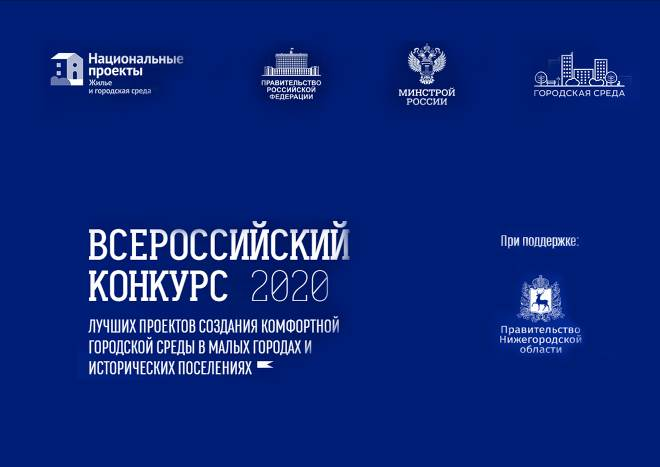 Национальные
проекты
Жилье
и городская среда
ПРАВИТЕЛЬСТВО
РОССИЙСКОЙ
ФЕДЕРАЦИИ
МИНСТРОЙ
РОССИИ
ГОРОДСКАЯ СРЕДА
ВСЕРОССИЙСКИЙ
КОНКУРС 2020
ЛУЧШИХ ПРОЕКТОВ СОЗДАНИЯ КОМФОРТНОЙ
ГОРОДСКОЙ СРЕДЫ В МАЛЫХ ГОРОДАХ И
ИСТОРИЧЕСКИХ ПОСЕЛЕНИЯХ
При поддержке:
Правительство
Нижегородской
области